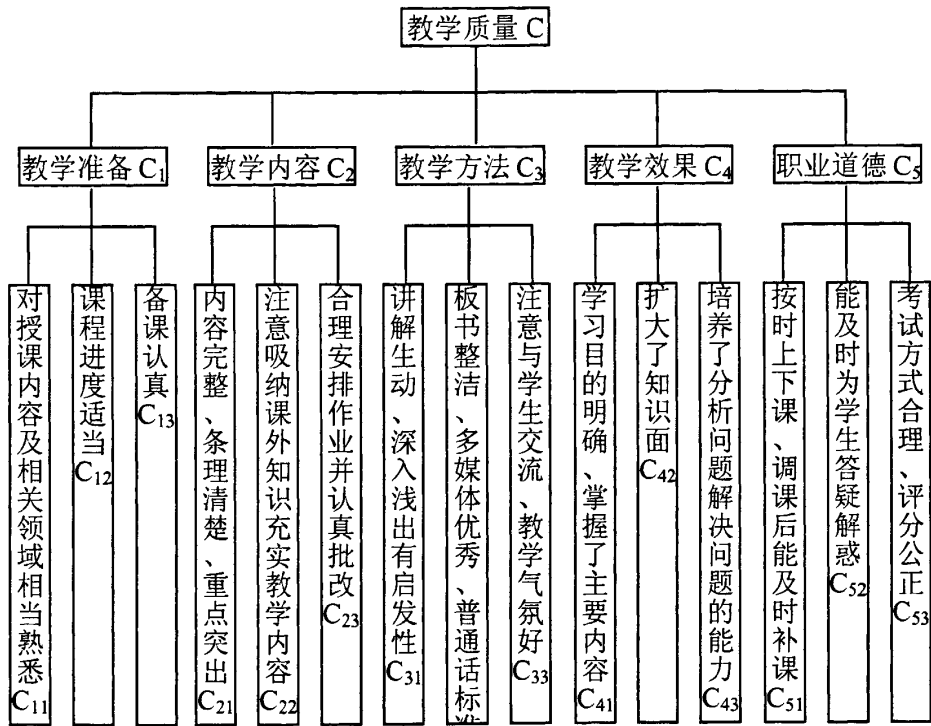 教学质量 C
教学准备 C₁
教学内容 C₂
教学方法 C₃
教学效果 C₄
职业道德 C₅
对授课内容及相关领域相当熟悉 C₁₁
课程进度适当 C₁₂
备课认真 C₁₃
内容完整、条理清楚、重点突出 C₂₁
注意吸纳课外知识充实教学内容 C₂₂
合理安排作业并认真批改 C₂₃
讲解生动、深入浅出有启发性 C₃₁
板书整洁、多媒体优秀、普通话标
注意与学生交流、教学气氛好 C₃₃
学习目的明确、掌握了主要内容 C₄₁
扩大了知识面 C₄₂
培养了分析问题解决问题的能力 C₄₃
按时上下课、调课后能及时补课 C₅₁
能及时为学生答疑解惑 C₅₂
考试方式合理、评分公正 C₅₃